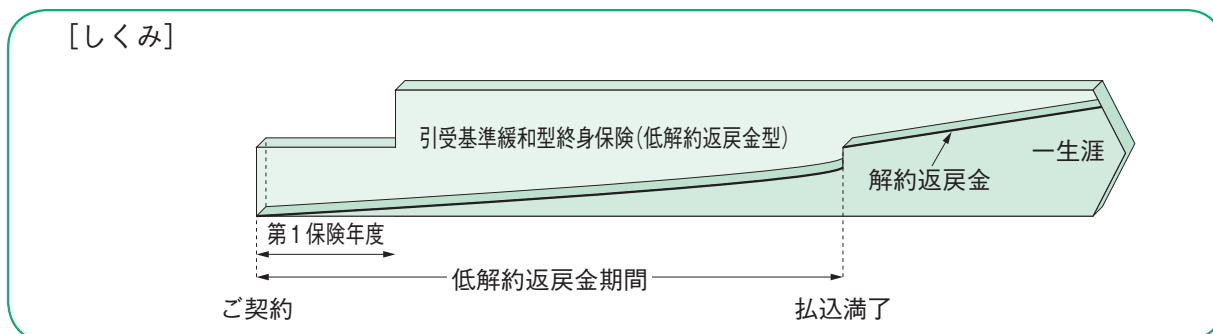 [しくみ]
引受基準緩和型終身保険(低解約返戻金型)
一生涯
解約返戻金
第1保険年度
低解約返戻金期間
ご契約
払込満了